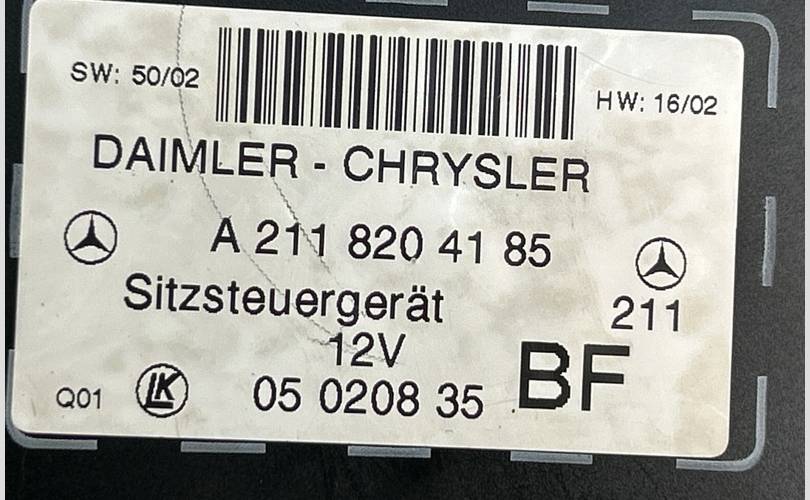 SW: 50/02
HW: 16/02
DAIMLER - CHRYSLER
A 211 820 41 85
Sitzsteuergerät
211
12V
BF
Q01
LK
05 0208 35